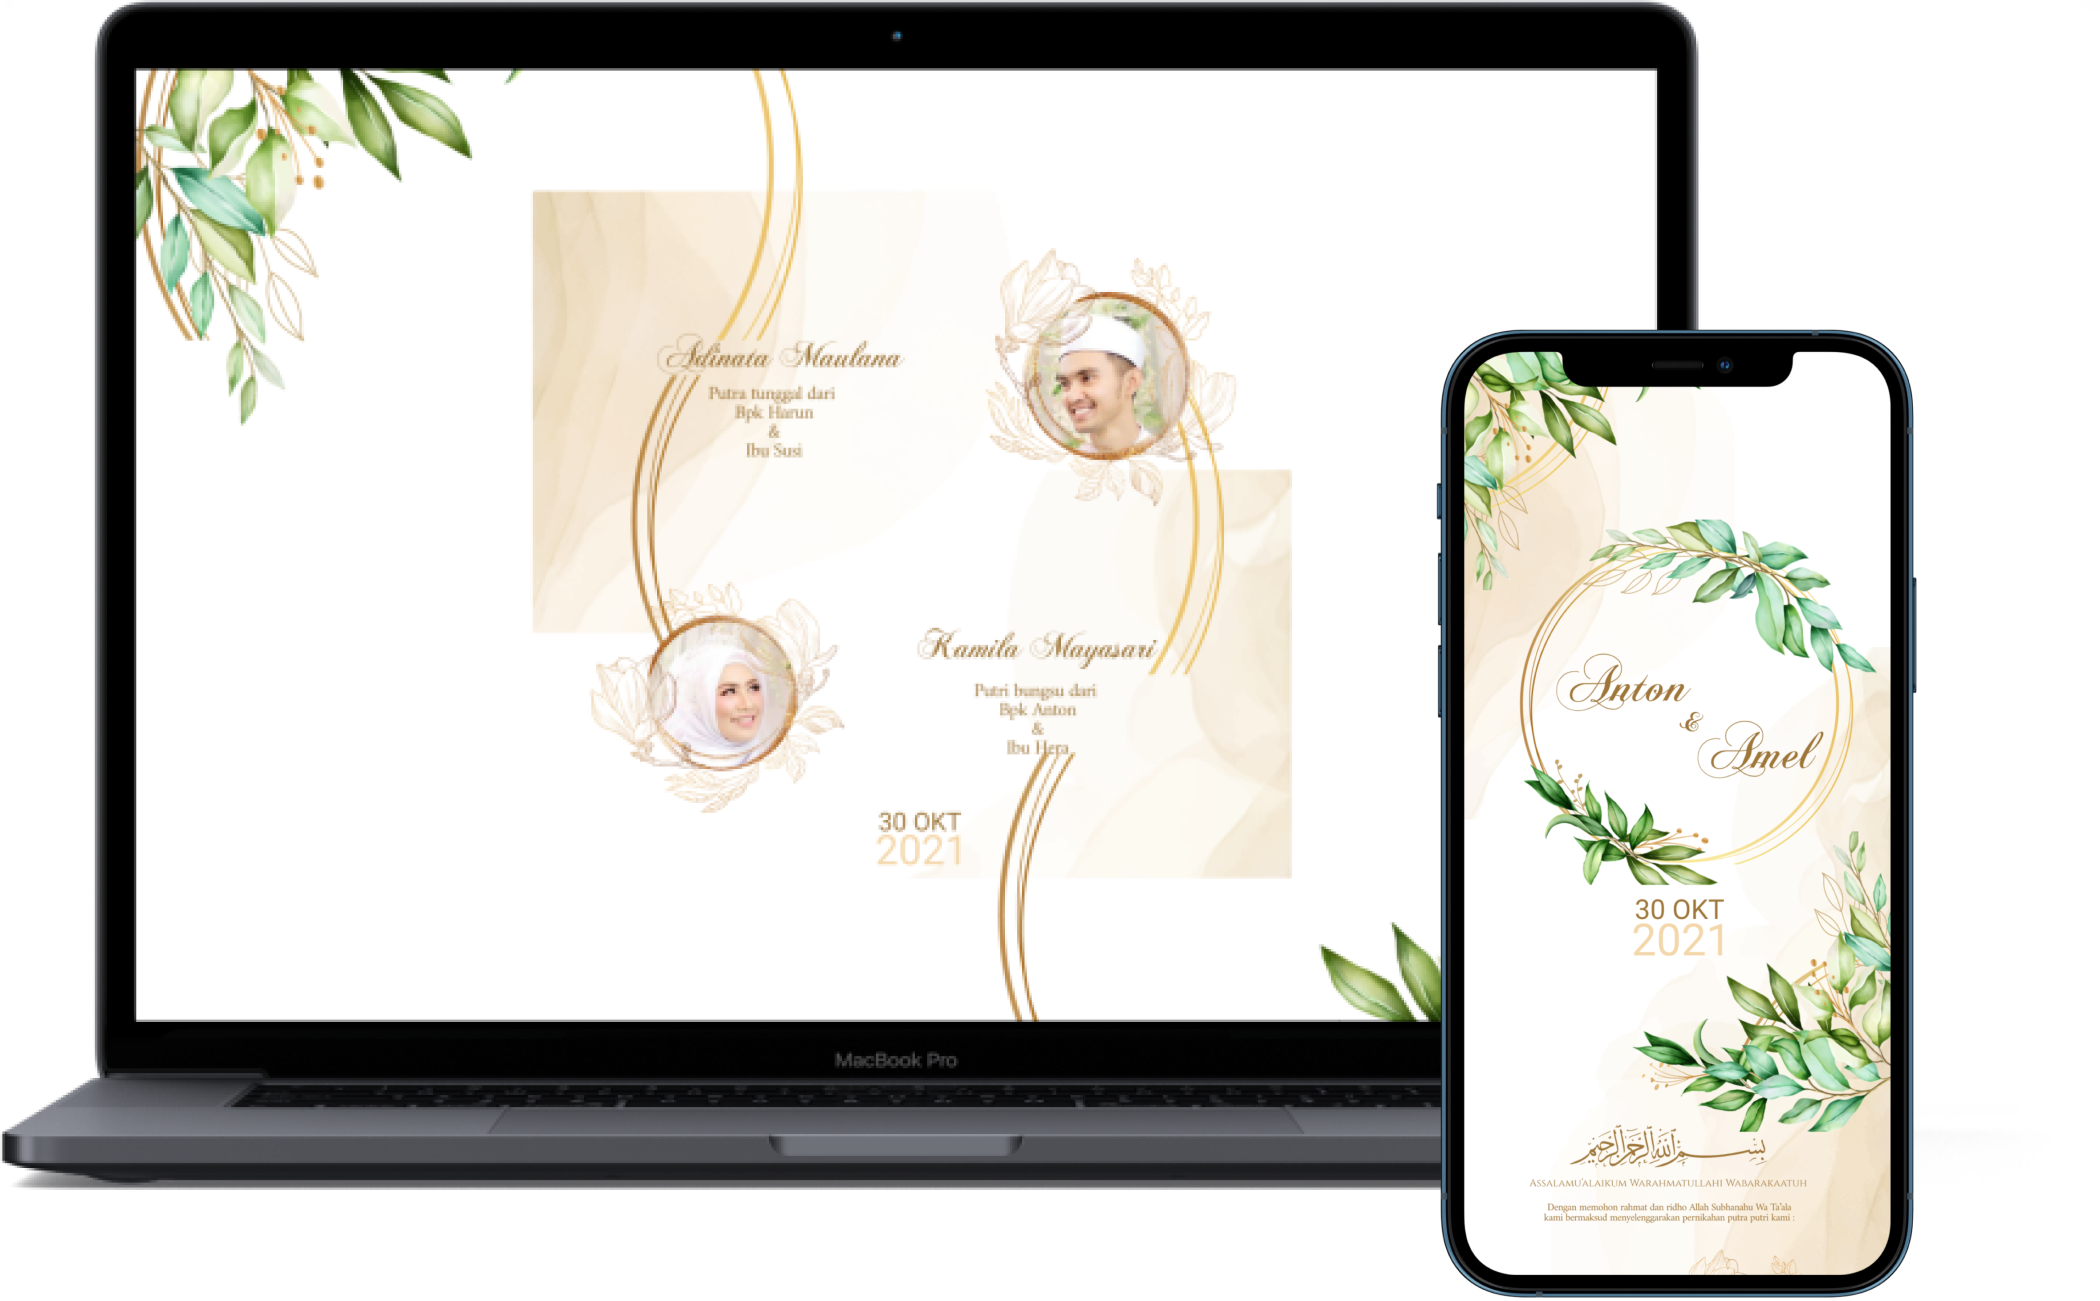 Adinata Maulana
Putra tunggal dari
Bpk Harun
&
Ibu Susi
Kamila Mayasari
Putri bungsu dari
Bpk Anton
&
Ibu Hera
30 OKT
2021
MacBook Pro
Anton
&
Amel
30 OKT
2021
بسم الله الرحمن الرحيم
ASSALAMU'ALAIKUM WARAHMATULLAHI WABARAKAATUH
Dengan memohon rahmat dan ridho Allah Subhanahu Wa Ta'ala
kami bermaksud menyelenggarakan pernikahan putra putri kami :